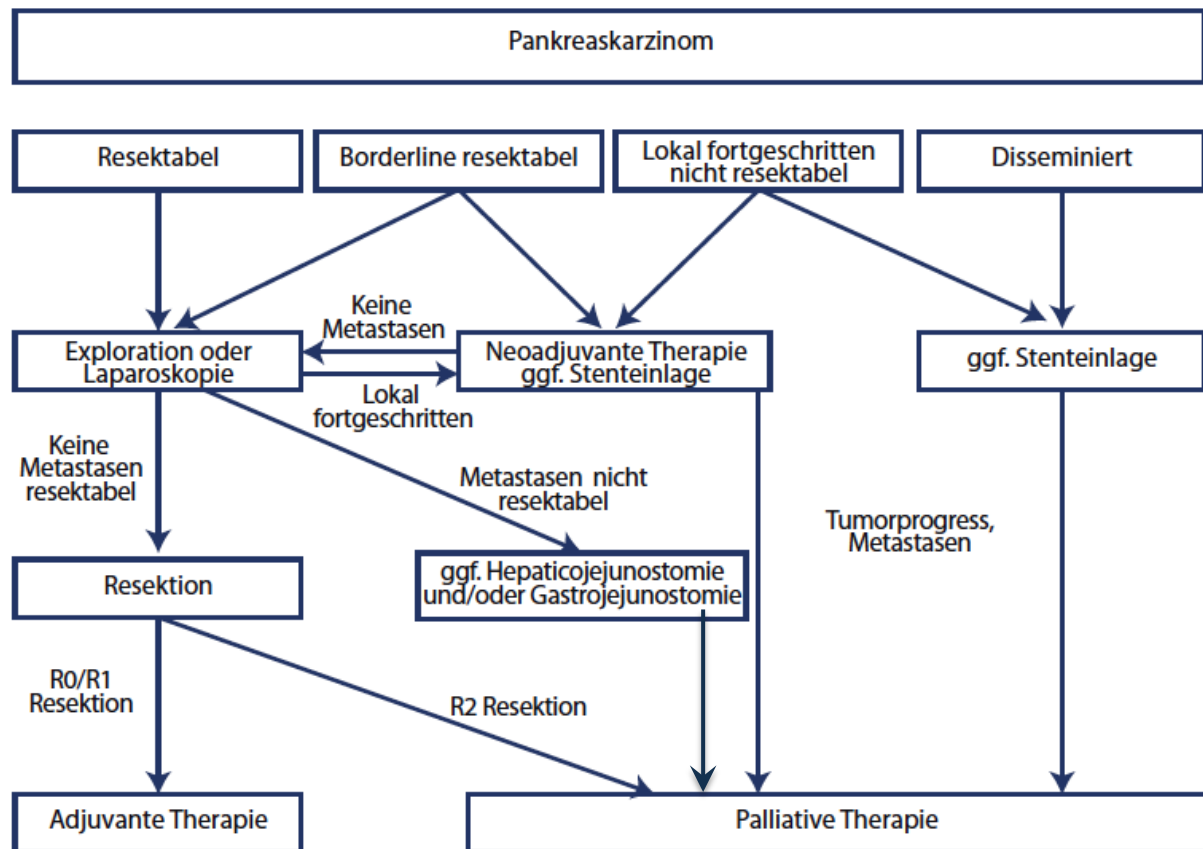 Pankreaskarzinom
Resektabel
Borderline resektabel
Lokal fortgeschritten
nicht resektabel
Disseminiert
Keine
Metastasen
Exploration oder
Laparoskopie
Neoadjuvante Therapie
ggf. Stenteinlage
ggf. Stenteinlage
Lokal
fortgeschritten
Keine
Metastasen
resektabel
Metastasen nicht
resektabel
Tumorprogress,
Metastasen
Resektion
ggf. Hepaticojejunostomie
und/oder Gastrojejunostomie
R0/R1
Resektion
R2 Resektion
Adjuvante Therapie
Palliative Therapie